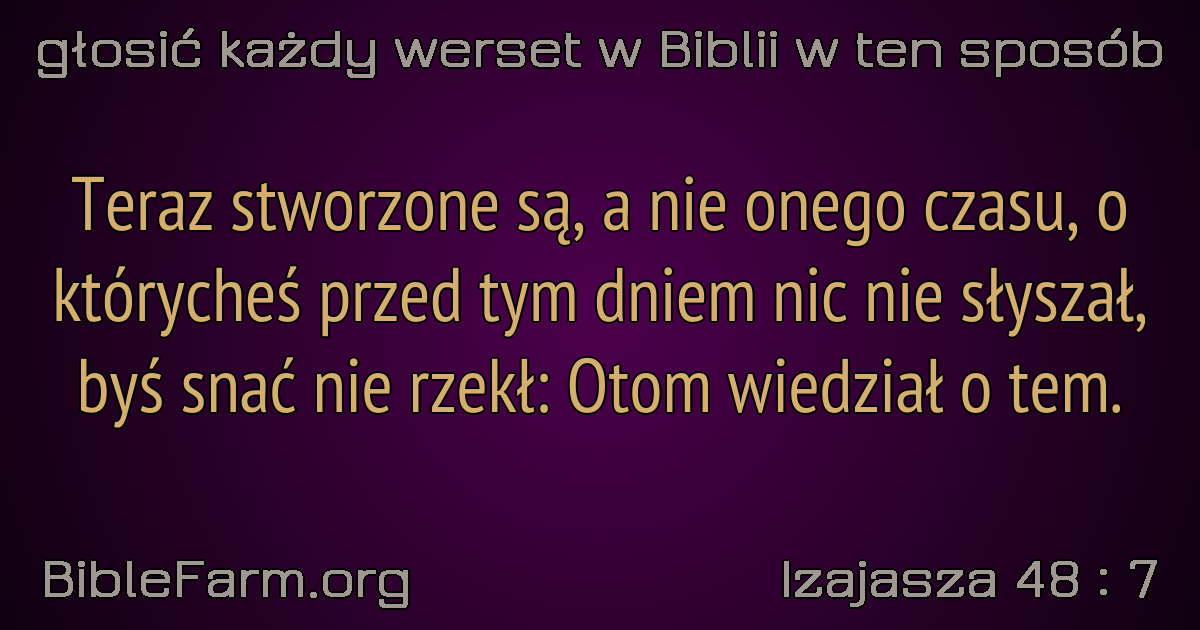 głosić każdy werset w Biblii w ten sposób
Teraz stworzone są, a nie onego czasu, o
którycheś przed tym dniem nic nie słyszał,
byś snać nie rzekł: Otom wiedział o tem.
BibleFarm.org
Izajasza 48 : 7